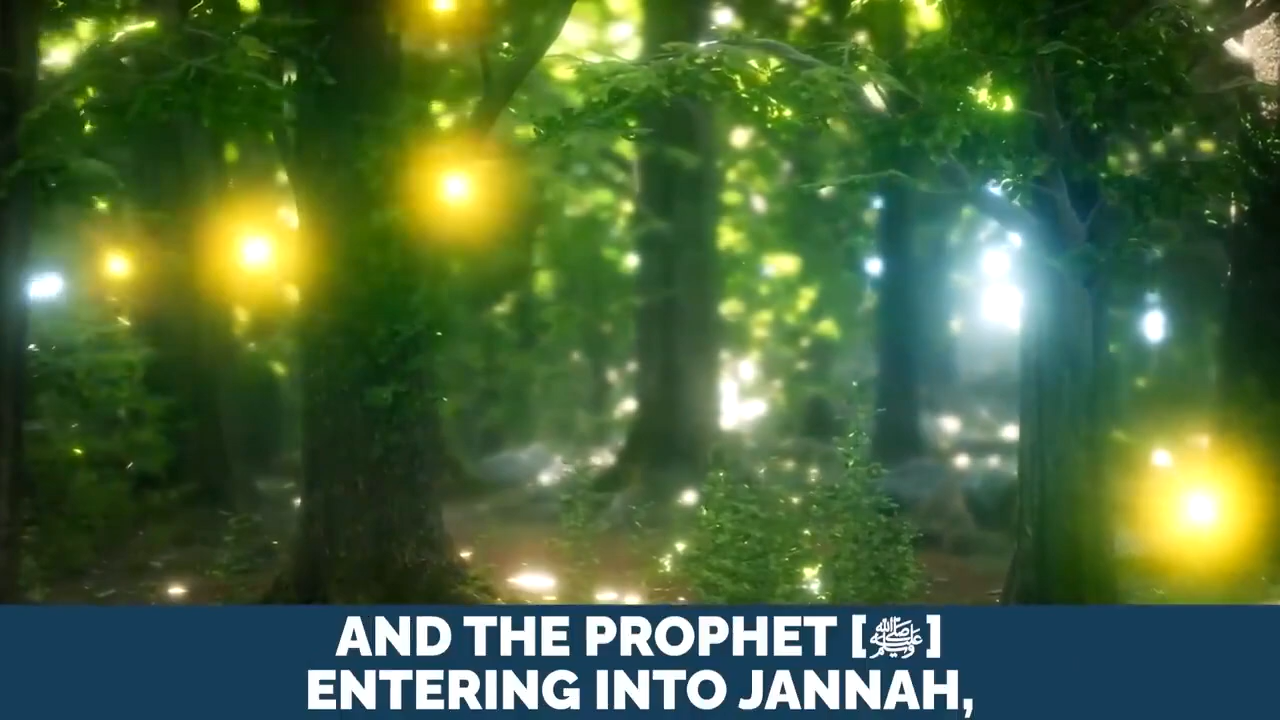 AND THE PROPHET [ﷺ]
ENTERING INTO JANNAH,